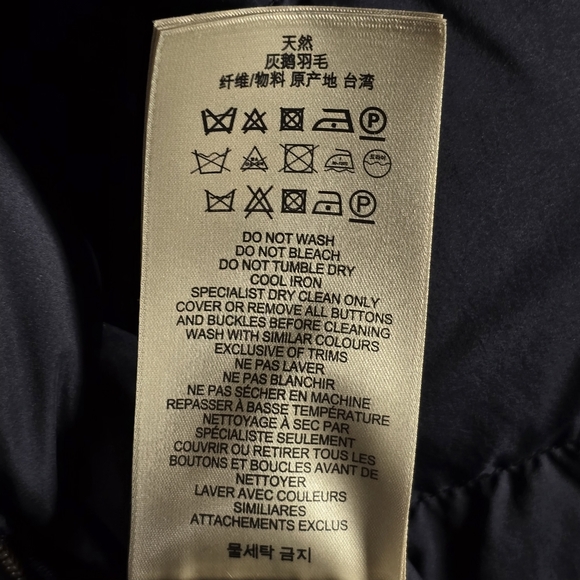 天然
灰鹅羽毛
纤维/物料 原产地 台湾
P
P
DO NOT WASH
DO NOT BLEACH
DO NOT TUMBLE DRY
COOL IRON
SPECIALIST DRY CLEAN ONLY
COVER OR REMOVE ALL BUTTONS
AND BUCKLES BEFORE CLEANING
WASH WITH SIMILAR COLOURS
EXCLUSIVE OF TRIMS
NE PAS LAVER
NE PAS BLANCHIR
NE PAS SÉCHER EN MACHINE
REPASSER À BASSE TEMPÉRATURE
NETTOYAGE À SEC PAR
SPÉCIALISTE SEULEMENT
COUVRIR OU RETIRER TOUS LES
BOUTONS ET BOUCLES AVANT DE
NETTOYER
LAVER AVEC COULEURS
SIMILIARES
ATTACHEMENTS EXCLUS
물세탁 금지